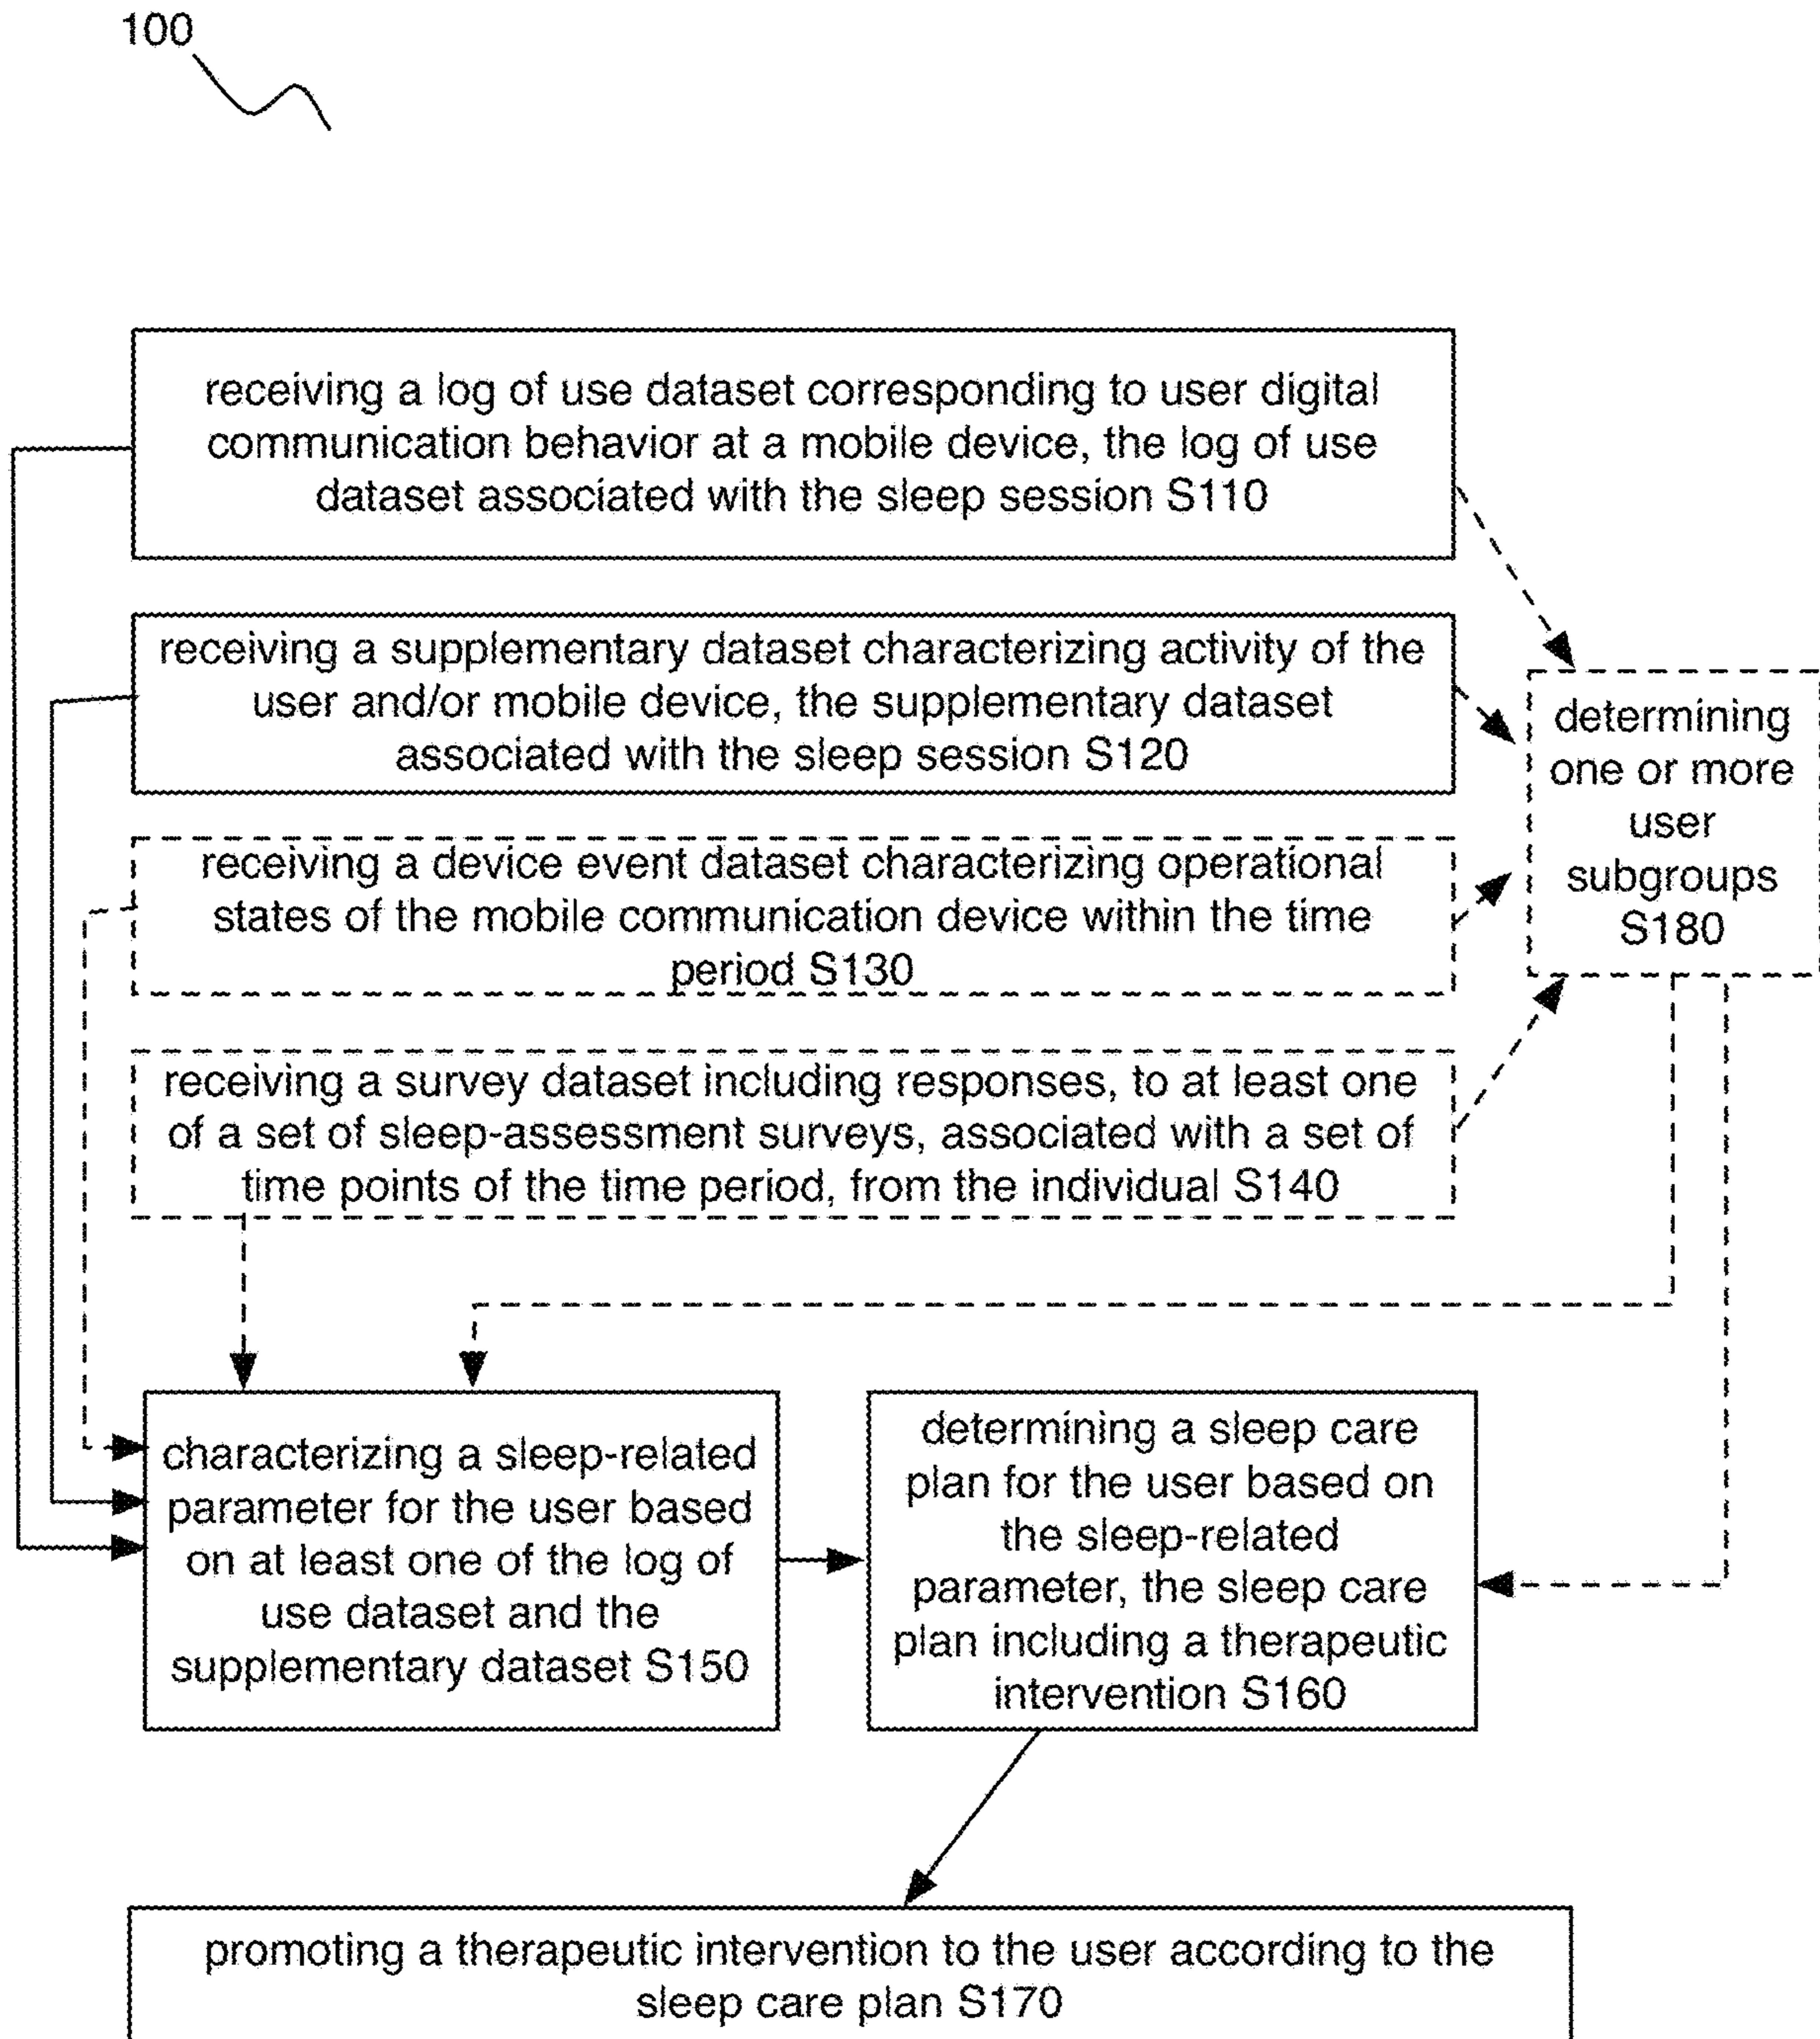 100
receiving a log of use dataset corresponding to user digital
communication behavior at a mobile device, the log of use
dataset associated with the sleep session S110
receiving a supplementary dataset characterizing activity of the
user and/or mobile device, the supplementary dataset
associated with the sleep session S120
receiving a device event dataset characterizing operational
states of the mobile communication device within the time
period S130
receiving a survey dataset including responses, to at least one
of a set of sleep-assessment surveys, associated with a set of
time points of the time period, from the individual S140
determining
one or more
user
subgroups
S180
characterizing a sleep-related
parameter for the user based
on at least one of the log of
use dataset and the
supplementary dataset S150
determining a sleep care
plan for the user based on
the sleep-related
parameter, the sleep care
plan including a therapeutic
intervention S160
promoting a therapeutic intervention to the user according to the
sleep care plan S170